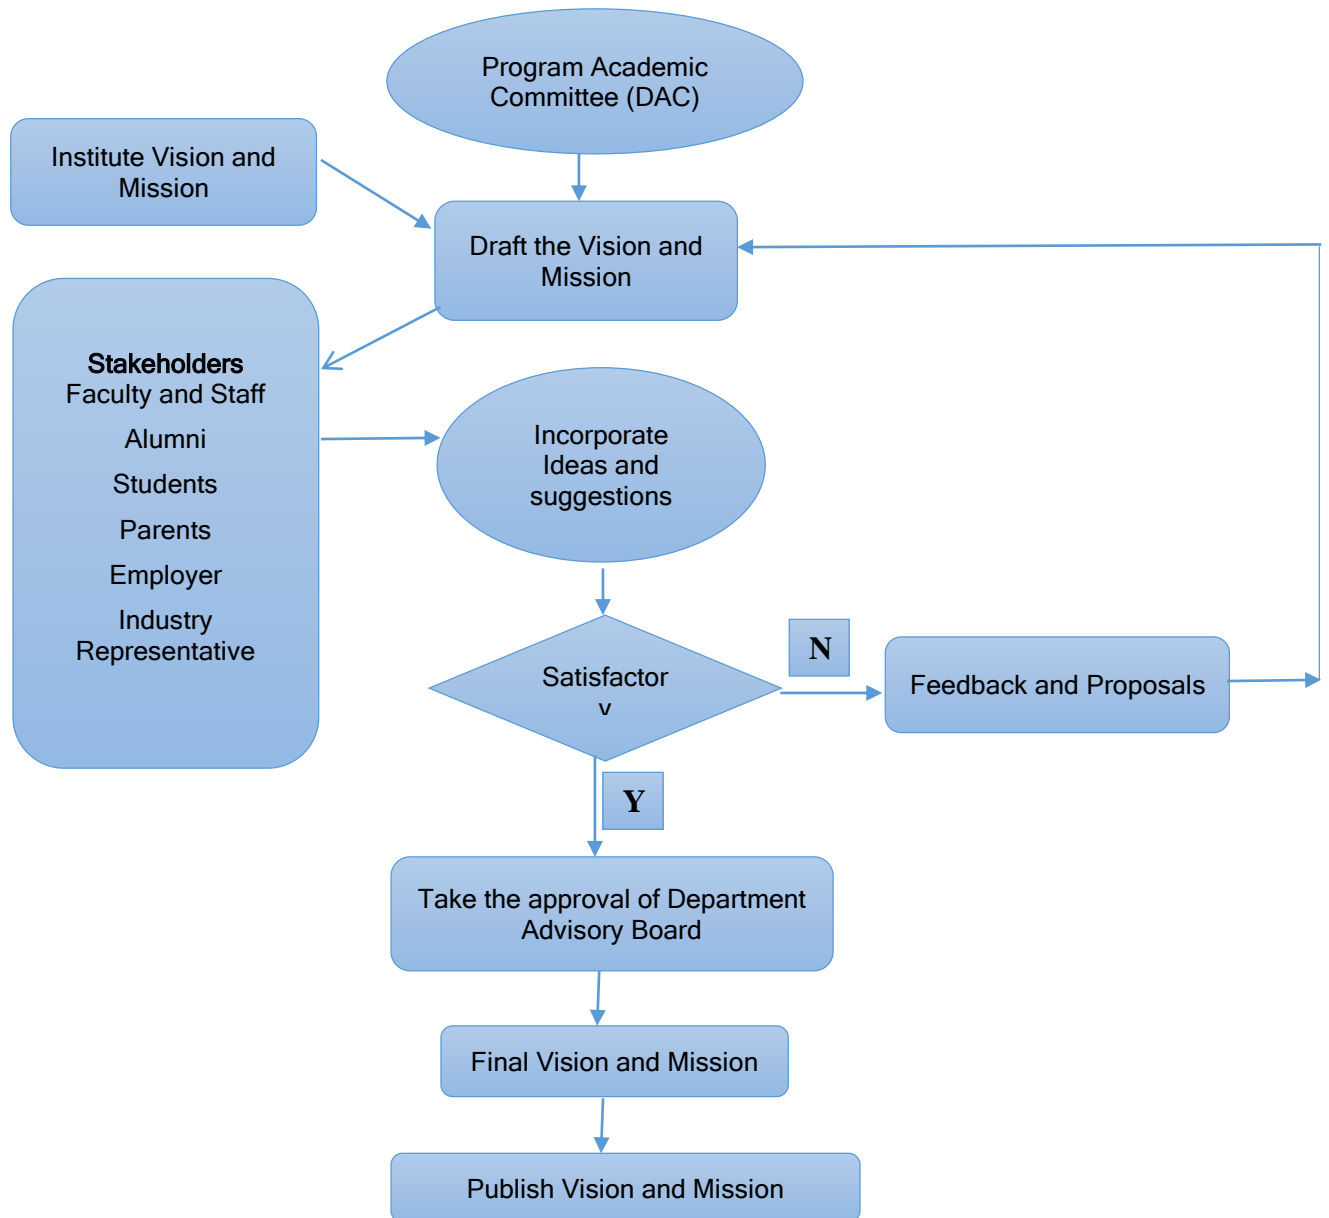 Program Academic
Committee (DAC)
Institute Vision and
Mission
Draft the Vision and
Mission
Stakeholders
Faculty and Staff
Alumni
Students
Parents
Employer
Industry
Representative
Incorporate
Ideas and
suggestions
Satisfactor
y
N
Feedback and Proposals
Y
Take the approval of Department
Advisory Board
Final Vision and Mission
Publish Vision and Mission